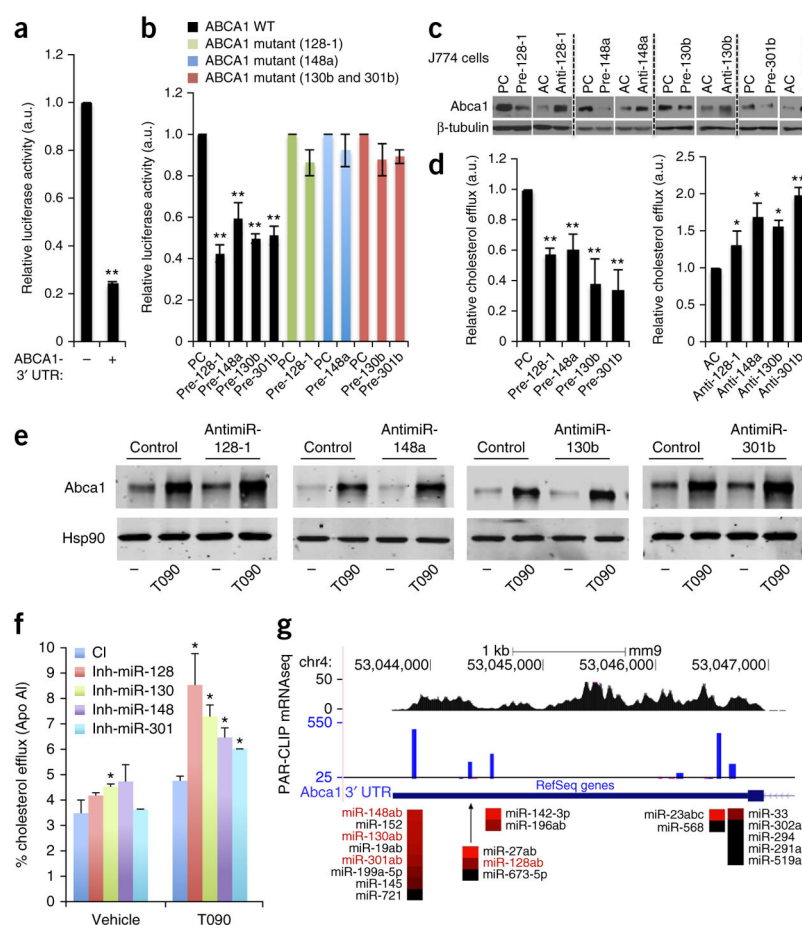 a
Relative luciferase activity (a.u.)
1.2
1.0
0.8
0.6
0.4
0.2
0
**
ABCA1-
3′ UTR:
–
+
b
ABCA1 WT
ABCA1 mutant (128-1)
ABCA1 mutant (148a)
ABCA1 mutant (130b and 301b)
Relative luciferase activity (a.u.)
1.2
1.0
0.8
0.6
0.4
0.2
0
**
**
**
**
PC
Pre-128-1
Pre-148a
Pre-130b
Pre-301b
PC
Pre-128-1
PC
Pre-148a
PC
Pre-130b
Pre-301b
c
J774 cells
PC
Pre-128-1
AC
Anti-128-1
PC
Pre-148a
AC
Anti-148a
PC
Pre-130b
AC
Anti-130b
PC
Pre-301b
AC
Abca1
β-tubulin
d
Relative cholesterol efflux (a.u.)
1.2
1.0
0.8
0.6
0.4
0.2
0
**
**
**
**
PC
Pre-128-1
Pre-148a
Pre-130b
Pre-301b
Relative cholesterol efflux (a.u.)
2.5
2.0
1.5
1.0
0.5
0
*
*
*
**
AC
Anti-128-1
Anti-148a
Anti-130b
Anti-301b
e
Control
AntimiR-
128-1
Control
AntimiR-
148a
Control
AntimiR-
130b
Control
AntimiR-
301b
Abca1
Hsp90
–
T090
–
T090
–
T090
–
T090
–
T090
–
T090
–
T090
–
T090
f
% cholesterol efflux (Apo AI)
10
9
8
7
6
5
4
3
2
1
0
Cl
Inh-miR-128
Inh-miR-130
Inh-miR-148
Inh-miR-301
*
*
*
*
*
Vehicle
T090
g
1 kb
mm9
chr4:
53,044,000
53,045,000
53,046,000
53,047,000
PAR-CLIP mRNAseq
50
0
550
25
RefSeq genes
Abca1 3′ UTR
miR-148ab
miR-152
miR-130ab
miR-19ab
miR-301ab
miR-199a-5p
miR-145
miR-721
miR-142-3p
miR-196ab
miR-27ab
miR-128ab
miR-673-5p
miR-23abc
miR-568
miR-33
miR-302a
miR-294
miR-291a
miR-519a